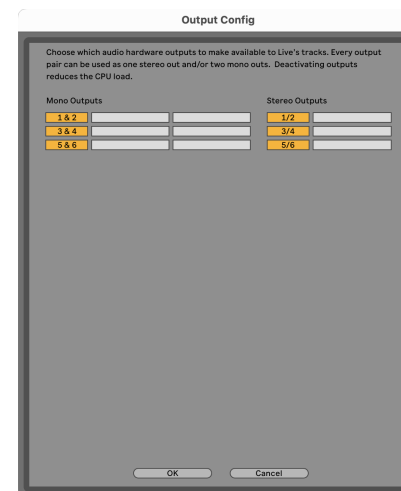 Output Config
Choose which audio hardware outputs to make available to Live's tracks. Every output
pair can be used as one stereo out and/or two mono outs.  Deactivating outputs
reduces the CPU load.
Mono Outputs
Stereo Outputs
1 & 2
1/2
3 & 4
3/4
5 & 6
5/6
OK
Cancel